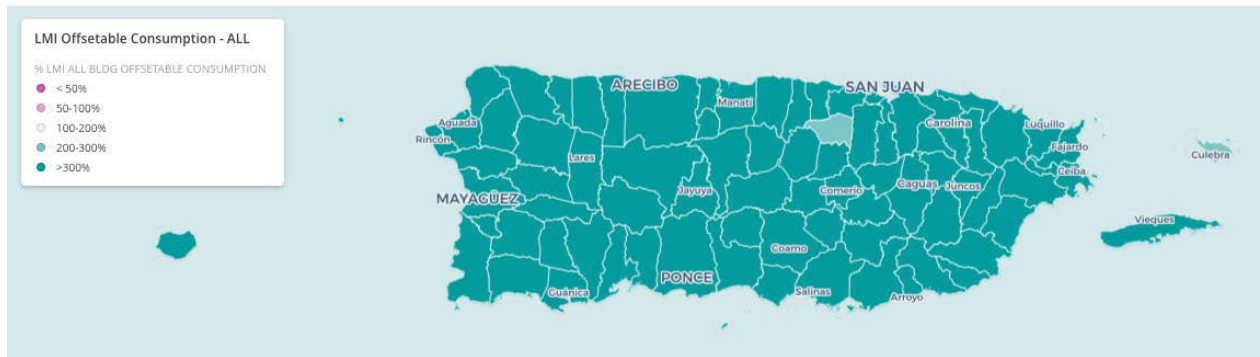 LMI Offsetable Consumption - ALL
% LMI ALL BLDG OFFSETABLE CONSUMPTION
< 50%
50-100%
100-200%
200-300%
>300%
ARECIBO
SAN JUAN
Manatí
Aguada
Carolina
Luquillo
Rincón
Fajardo
Lares
Culebra
Ceiba
Jayuya
Comerío
Caguas
Juncos
MAYAGÜEZ
Vieques
Coamo
PONCE
Guánica
Salinas
Arroyo